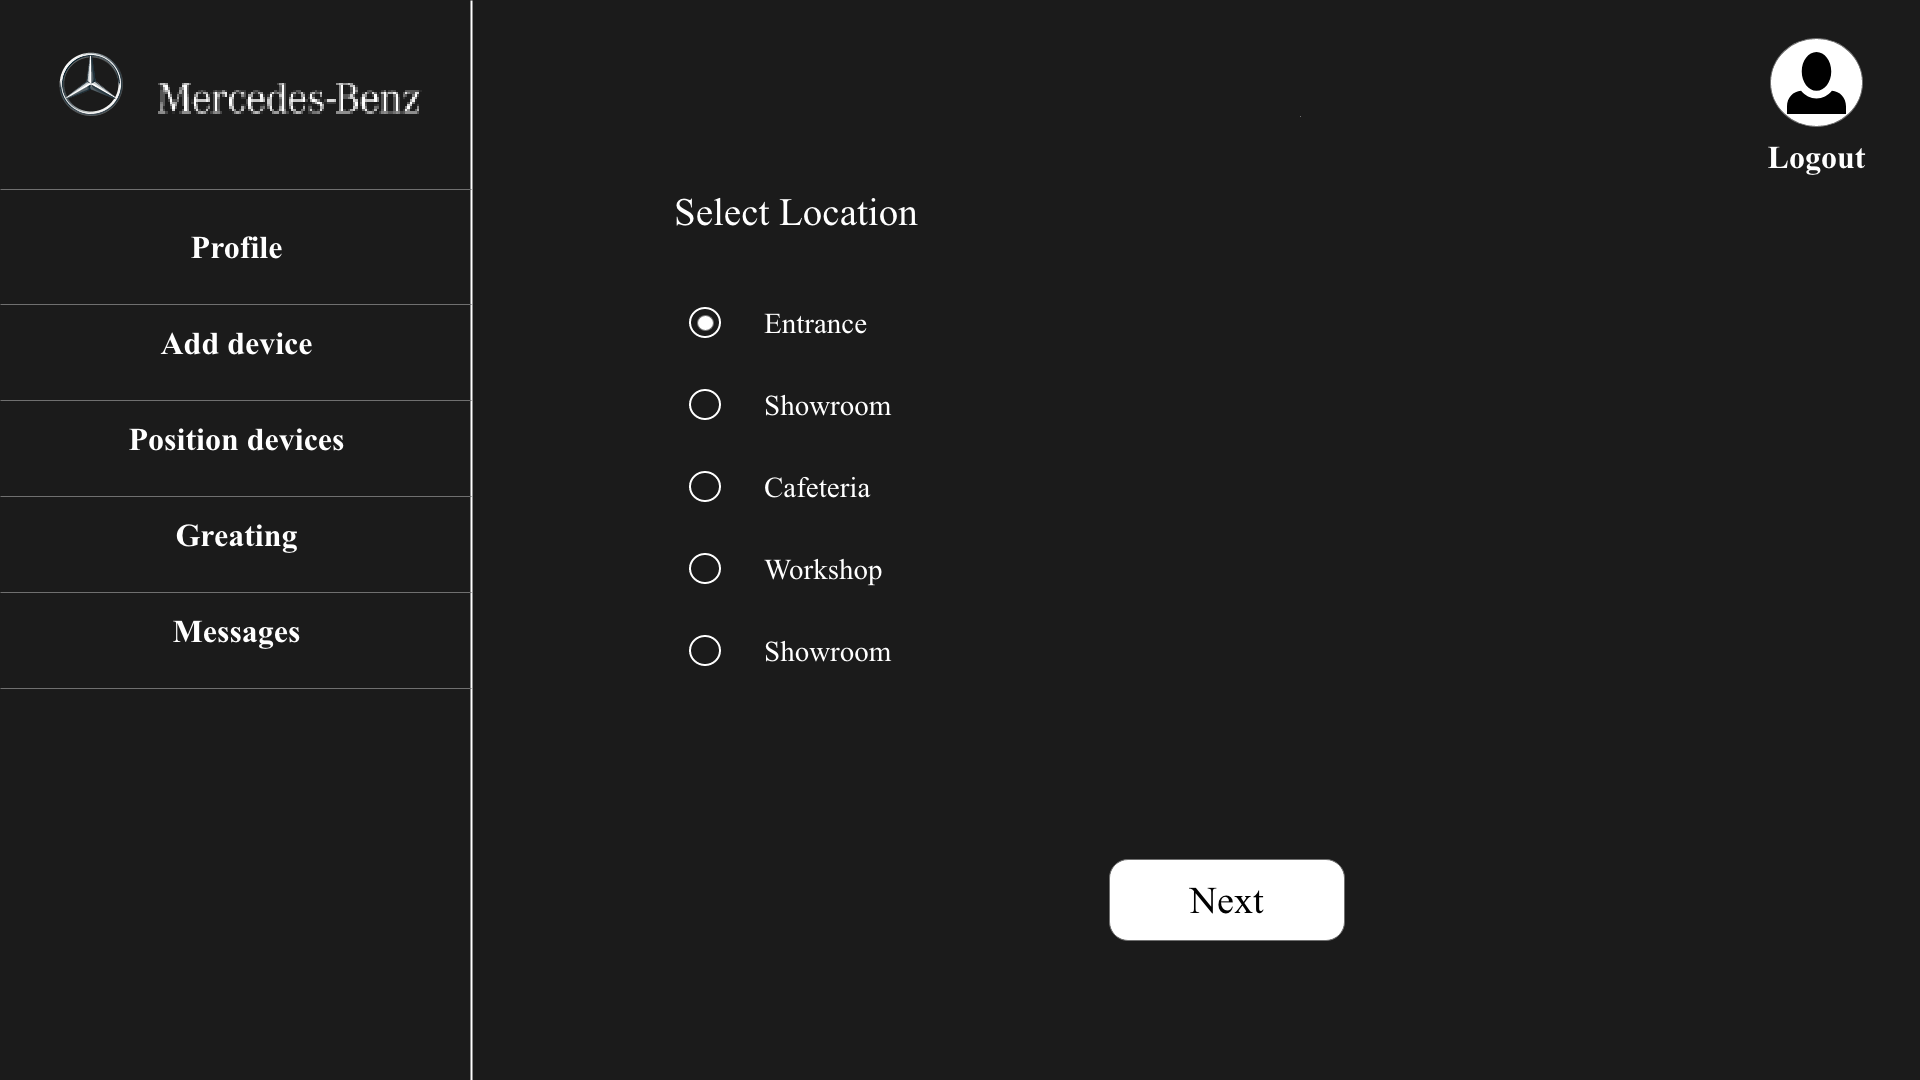 Mercedes-Benz
Logout
Profile
Add device
Position devices
Greating
Messages
Select Location
Entrance
Showroom
Cafeteria
Workshop
Showroom
Next